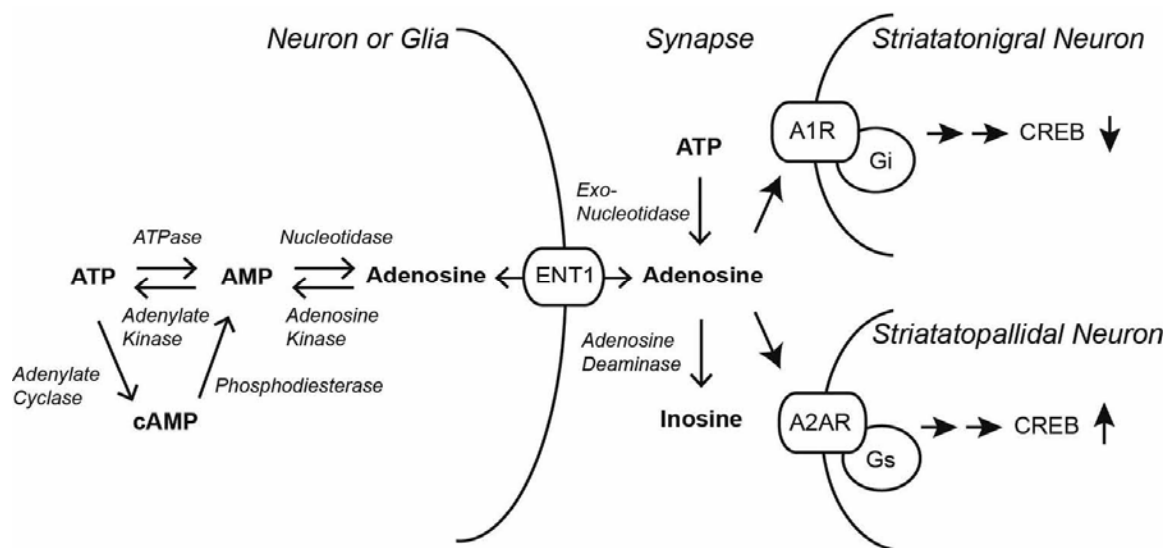 Neuron or Glia
Synapse
Striatatonigral Neuron
A1R
Gi
CREB
ATP
Exo-
Nucleotidase
ATPase
Nucleotidase
ATP
AMP
Adenosine
ENT1
Adenosine
Adenylate
Kinase
Adenosine
Kinase
Adenylate
Cyclase
Phosphodiesterase
cAMP
Adenosine
Deaminase
Inosine
Striatatopallidal Neuron
A2AR
Gs
CREB